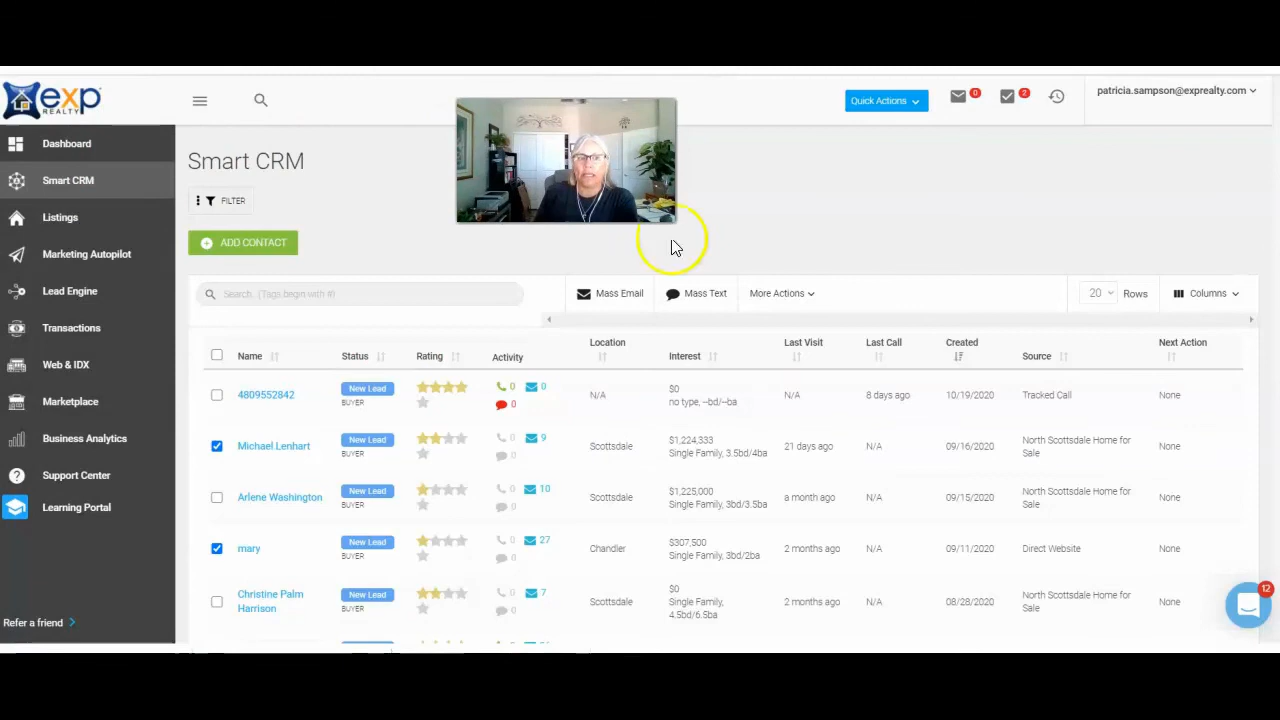 exp
REALTY
Quick Actions
0
2
patricia.sampson@exprealty.com
Dashboard
Smart CRM
Listings
Marketing Autopilot
Lead Engine
Transactions
Web & IDX
Marketplace
Business Analytics
Support Center
Learning Portal
Refer a friend
Smart CRM
FILTER
ADD CONTACT
Search (Tags begin with #)
Mass Email
Mass Text
More Actions
20
Rows
Columns
Name
Status
Rating
Activity
Location
Interest
Last Visit
Last Call
Created
Source
Next Action
4809552842
New Lead
BUYER
0
0
0
N/A
$0
no type, --bd/--ba
N/A
8 days ago
10/19/2020
Tracked Call
None
Michael Lenhart
New Lead
BUYER
0
9
0
Scottsdale
$1,224,333
Single Family, 3.5bd/4ba
21 days ago
N/A
09/16/2020
North Scottsdale Home for
Sale
None
Arlene Washington
New Lead
BUYER
0
10
0
Scottsdale
$1,225,000
Single Family, 3bd/3.5ba
a month ago
N/A
09/15/2020
North Scottsdale Home for
Sale
None
mary
New Lead
BUYER
0
27
0
Chandler
$307,500
Single Family, 3bd/2ba
2 months ago
N/A
09/11/2020
Direct Website
None
Christine Palm
Harrison
New Lead
BUYER
0
7
0
Scottsdale
$0
Single Family,
4.5bd/6.5ba
2 months ago
N/A
08/28/2020
North Scottsdale Home for
Sale
None
12